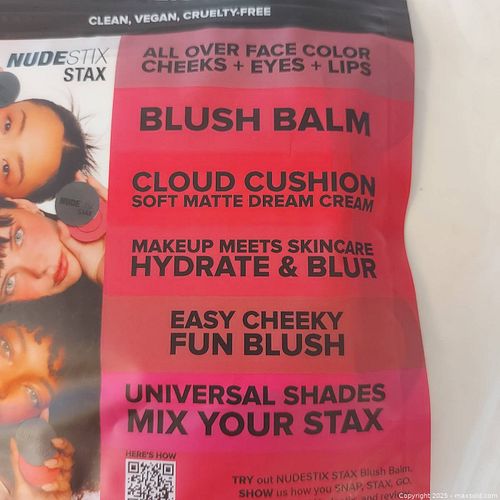 CLEAN, VEGAN, CRUELTY-FREE
NUDESTIX
STAX
ALL OVER FACE COLOR
CHEEKS + EYES + LIPS
BLUSH BALM
CLOUD CUSHION
SOFT MATTE DREAM CREAM
MAKEUP MEETS SKINCARE
HYDRATE & BLUR
EASY CHEEKY
FUN BLUSH
UNIVERSAL SHADES
MIX YOUR STAX
HERE'S HOW
TRY out NUDESTIX STAX Blush Balm.
SHOW us how you SNAP, STAX, GO.
Copyright 2025 - maxsold.com